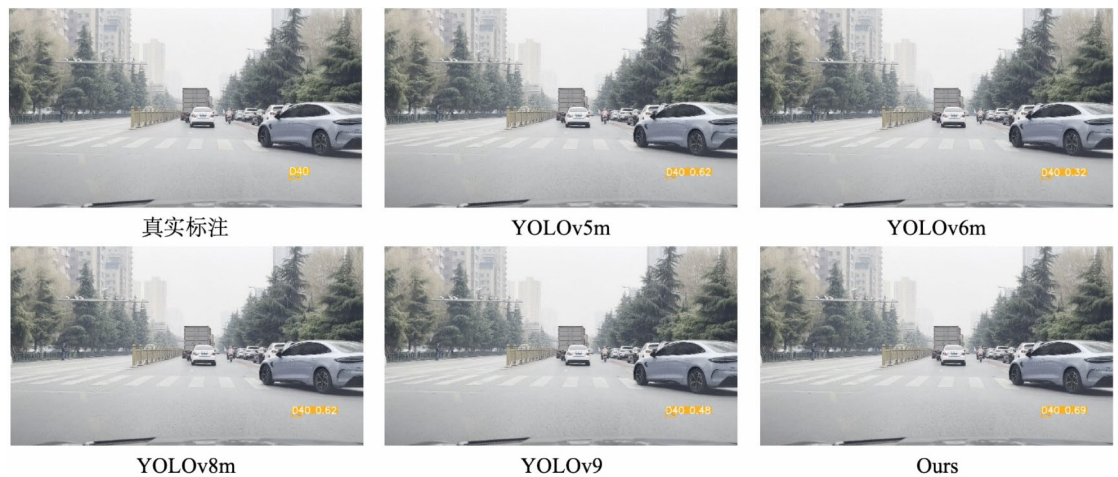 D40
D40 0.62
D40 0.32
真实标注
YOLOv5m
YOLOv6m
D40 0.62
D40 0.48
D40 0.69
YOLOv8m
YOLOv9
Ours